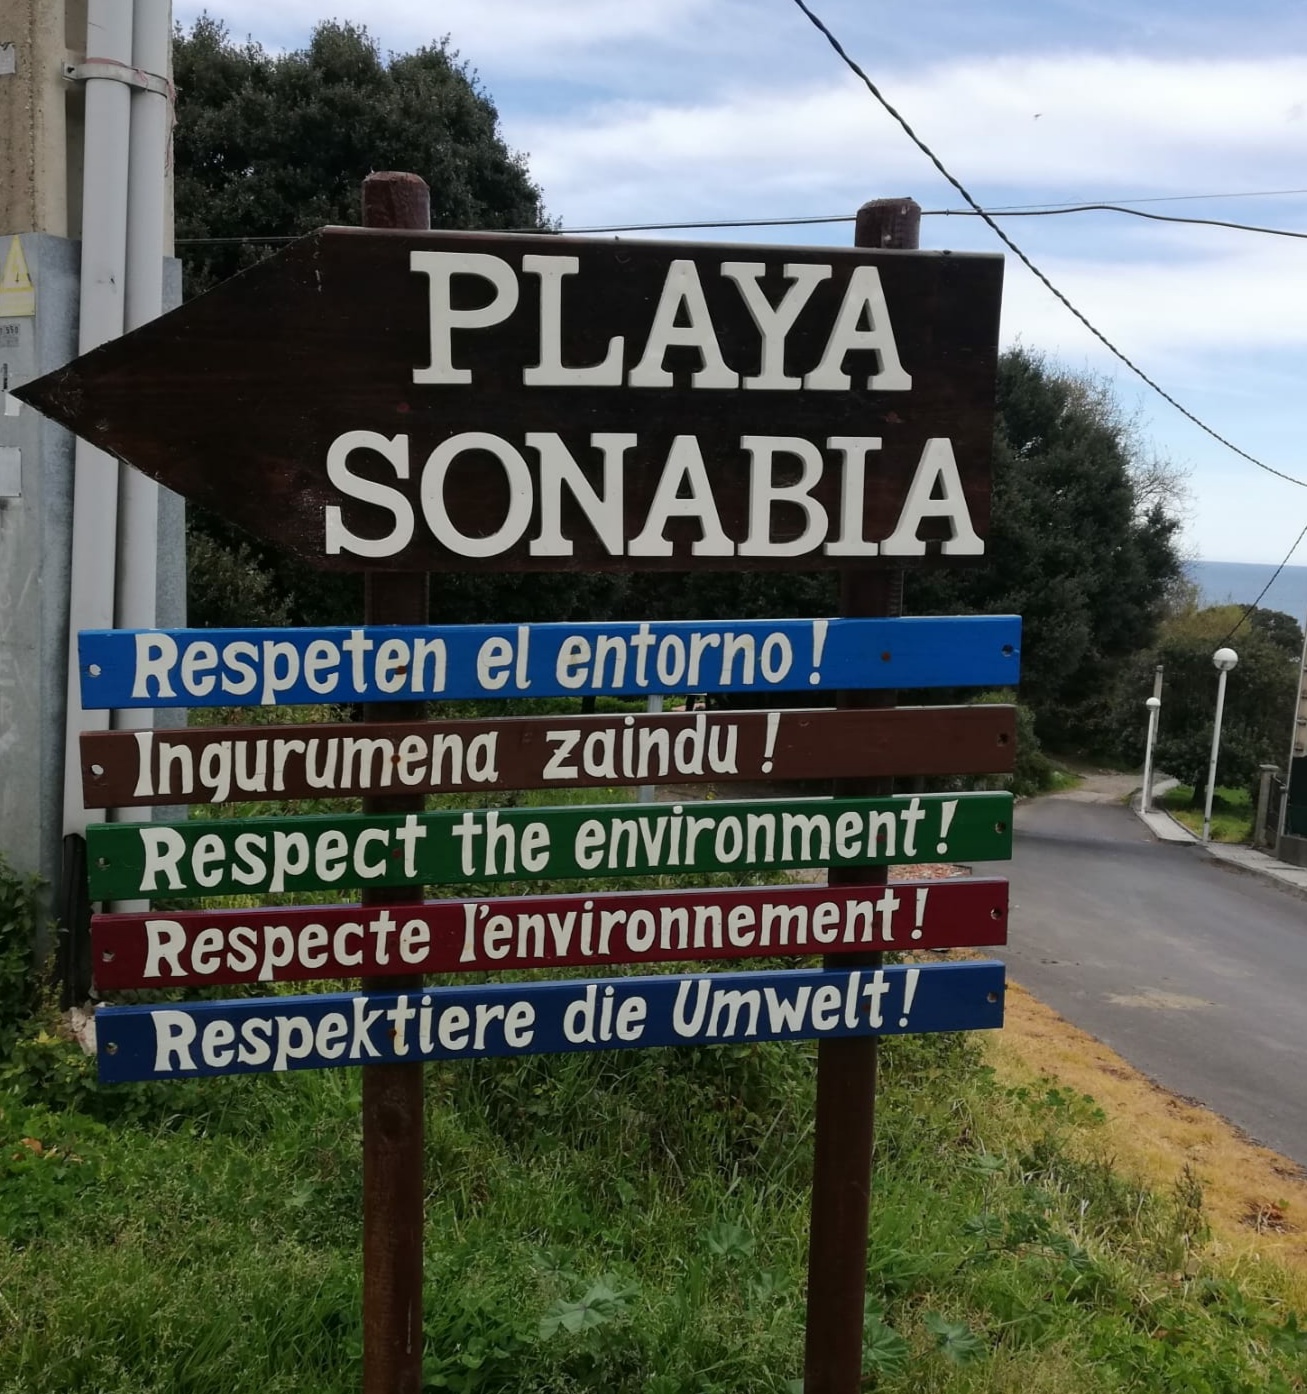 PLAYA
SONABIA
Respeten el entorno!
Ingurumena zaindu!
Respect the environment!
Respecte l'environnement!
Respektiere die Umwelt!